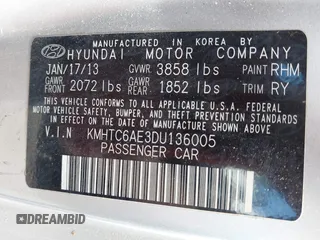 MANUFACTURED IN KOREA BY
HYUNDAI MOTOR COMPANY
JAN/17/13 GVWR 3858 lbs PAINT RHM
GAWR FRONT 2072 lbs GAWR REAR 1852 lbs TRIM RY
THIS VEHICLE CONFORMS TO ALL APPLICABLE U.S.A. FEDERAL
MOTOR VEHICLE SAFETY, BUMPER, AND THEFT PREVENTION
STANDARDS IN EFFECT ON THE DATE OF MANUFACTURE
SHOWN ABOVE.
V.I.N KMHTC6AE3DU136005
PASSENGER CAR
DREAMBID